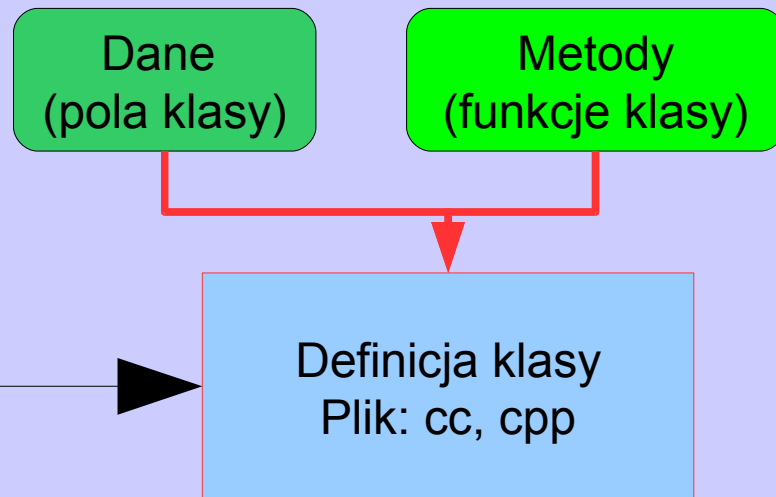 Dane
(pola klasy)
Metody
(funkcje klasy)
Definicja klasy
Plik: cc, cpp